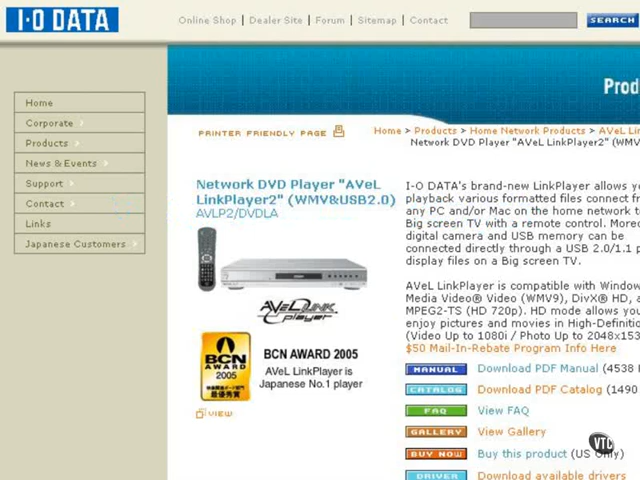 I-O DATA
Online Shop | Dealer Site | Forum | Sitemap | Contact
SEARCH
Home
Corporate
Products
News & Events
Support
Contact
Links
Japanese Customers
Prod
PRINTER FRIENDLY PAGE
Home > Products > Home Network Products > AVeL Lin
Network DVD Player "AVeL LinkPlayer2" (WMV
Network DVD Player "AVeL
LinkPlayer2" (WMV&USB2.0)
AVLP2/DVDLA
AVeL LINK
player
BCN
AWARD
2005
最優秀賞
BCN AWARD 2005
AVeL LinkPlayer is
Japanese No.1 player
VIEW
I-O DATA's brand-new LinkPlayer allows yo
playback various formatted files connect fr
any PC and/or Mac on the home network t
Big screen TV with a remote control. Moreo
digital camera and USB memory can be
connected directly through a USB 2.0/1.1 p
display files on a Big screen TV.
AVeL LinkPlayer is compatible with Window
Media Video® Video (WMV9), DivX® HD, a
MPEG2-TS (HD 720p). HD mode allows you
enjoy pictures and movies in High-Definitio
(Video Up to 1080i / Photo Up to 2048x153
$50 Mail-In-Rebate Program Info Here
MANUAL Download PDF Manual (4538 K
CATALOG Download PDF Catalog (1490
FAQ View FAQ
GALLERY View Gallery
BUY NOW Buy this product (US Only)
DRIVER Download available drivers
VTC